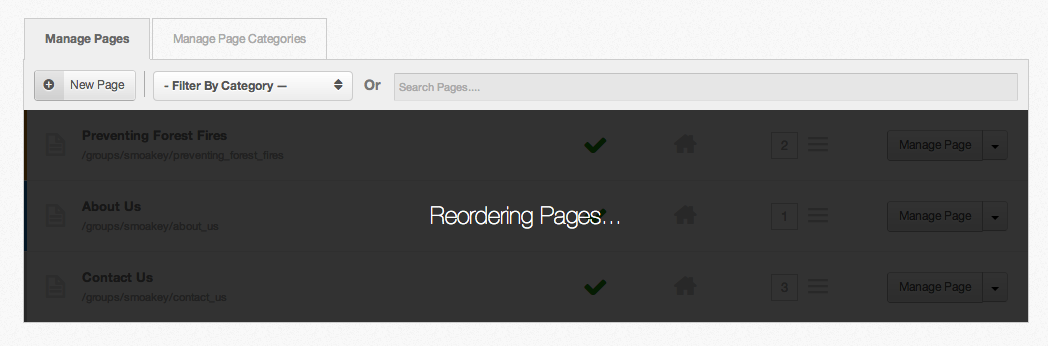 Manage Pages
Manage Page Categories
New Page
- Filter By Category —
Or
Search Pages....
Preventing Forest Fires
/groups/smoakey/preventing_forest_fires
2
Manage Page
About Us
/groups/smoakey/about_us
Reordering Pages...
1
Manage Page
Contact Us
/groups/smoakey/contact_us
3
Manage Page